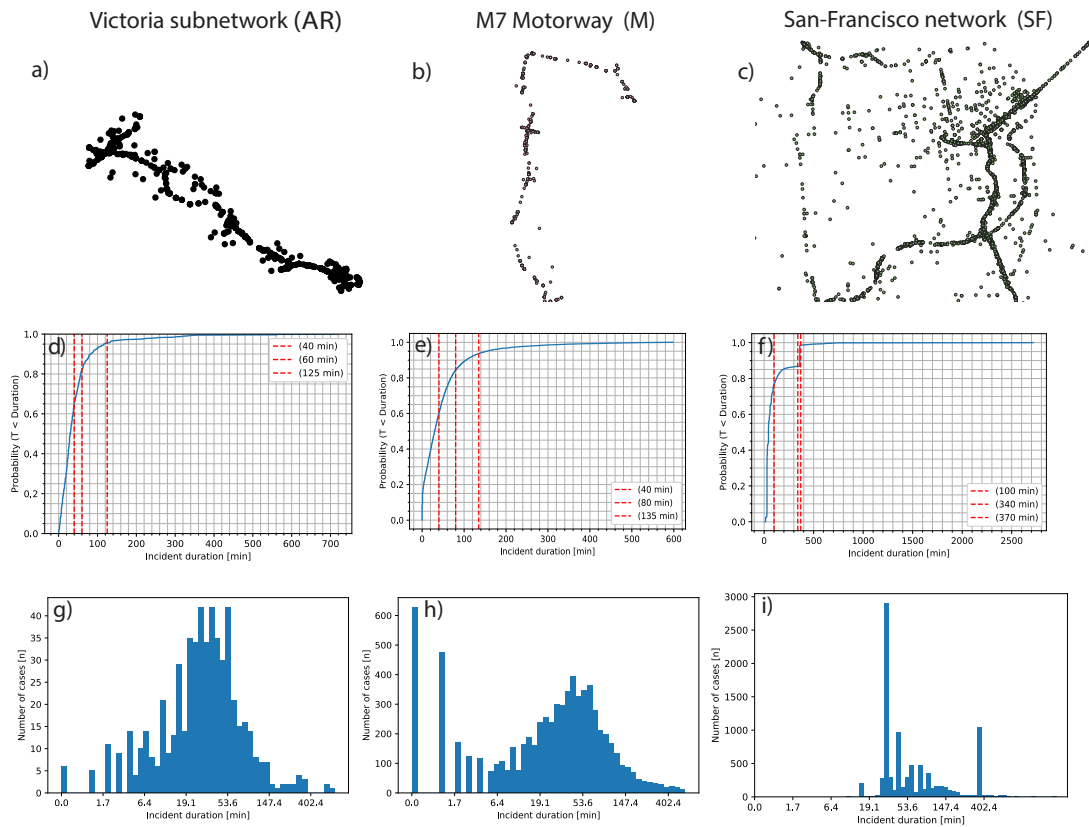 Victoria subnetwork (AR)
M7 Motorway (M)
San-Francisco network (SF)
a)
b)
c)
d)
1.0
0.8
0.6
0.4
0.2
0.0
Probability (T < Duration)
(40 min)
(60 min)
(125 min)
0 100 200 300 400 500 600 700
Incident duration [min]
e)
1.0
0.8
0.6
0.4
0.2
0.0
Probability (T < Duration)
(40 min)
(80 min)
(135 min)
0 100 200 300 400 500 600
Incident duration [min]
f)
1.0
0.8
0.6
0.4
0.2
0.0
Probability (T < Duration)
(100 min)
(340 min)
(370 min)
0 500 1000 1500 2000 2500
Incident duration [min]
g)
40
35
30
25
20
15
10
5
0
Number of cases [n]
0.0 1.7 6.4 19.1 53.6 147.4 402.4
Incident duration [min]
h)
600
500
400
300
200
100
0
Number of cases [n]
0.0 1.7 6.4 19.1 53.6 147.4 402.4
Incident duration [min]
i)
3000
2500
2000
1500
1000
500
0
Number of cases [n]
0.0 1.7 6.4 19.1 53.6 147.4 402.4
Incident duration [min]